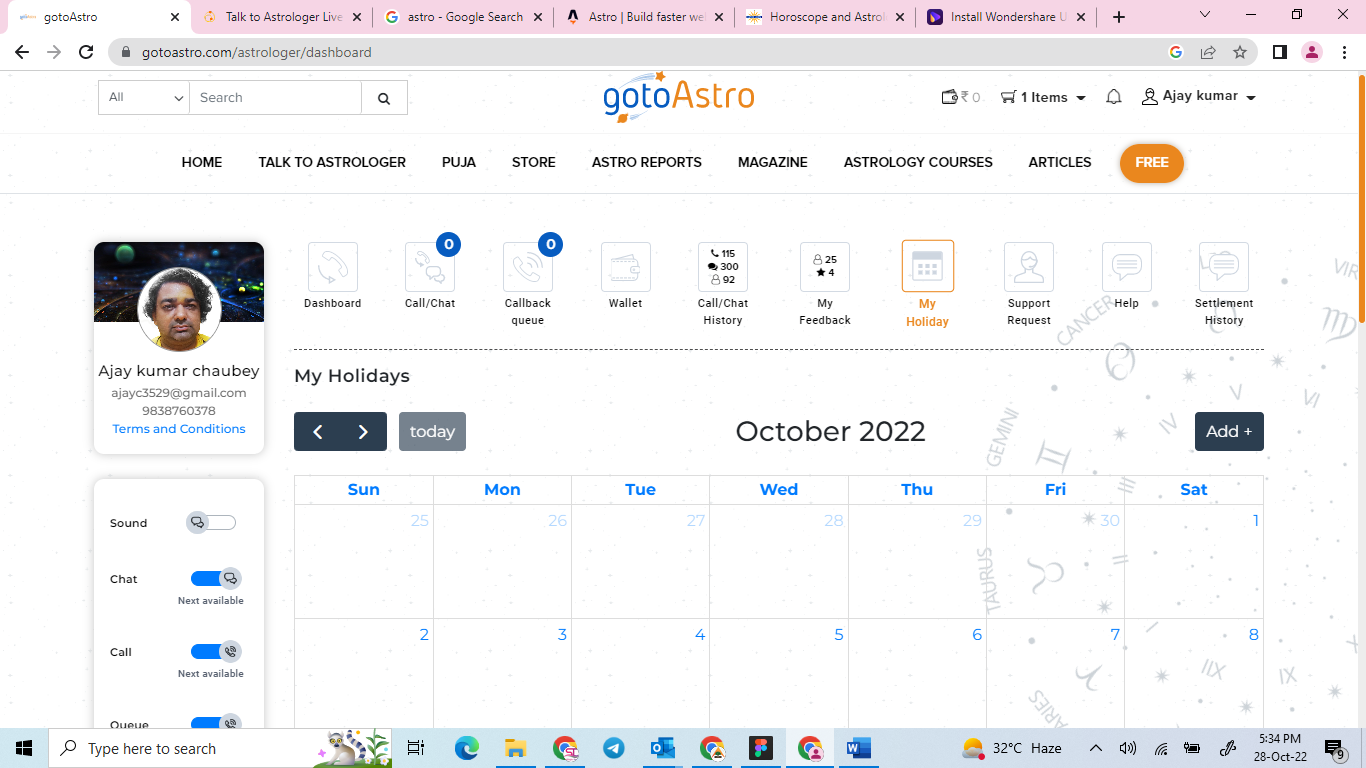 gotoAstro
Talk to Astrologer Live
astro - Google Search
Astro | Build faster we
Horoscope and Astrol
Install Wondershare U
gotoastro.com/astrologer/dashboard
All
Search
gotoAstro
₹ 0
1 Items
Ajay kumar
HOME
TALK TO ASTROLOGER
PUJA
STORE
ASTRO REPORTS
MAGAZINE
ASTROLOGY COURSES
ARTICLES
FREE
Ajay kumar chaubey
ajayc3529@gmail.com
9838760378
Terms and Conditions
Dashboard
0
Call/Chat
0
Callback
queue
Wallet
115
300
92
Call/Chat
History
25
4
My
Feedback
My
Holiday
Support
Request
Help
Settlement
History
My Holidays
today
October 2022
Add +
Sun Mon Tue Wed Thu Fri Sat
25 26 27 28 29 30 1
2 3 4 5 6 7 8
Sound
Chat
Next available
Call
Next available
Queue
VIR
CANCER
GEMINI
TAURUS
ARIES
V
VI
IV
III
II
I
IX
Type here to search
32°C Haze
5:34 PM
28-Oct-22
9